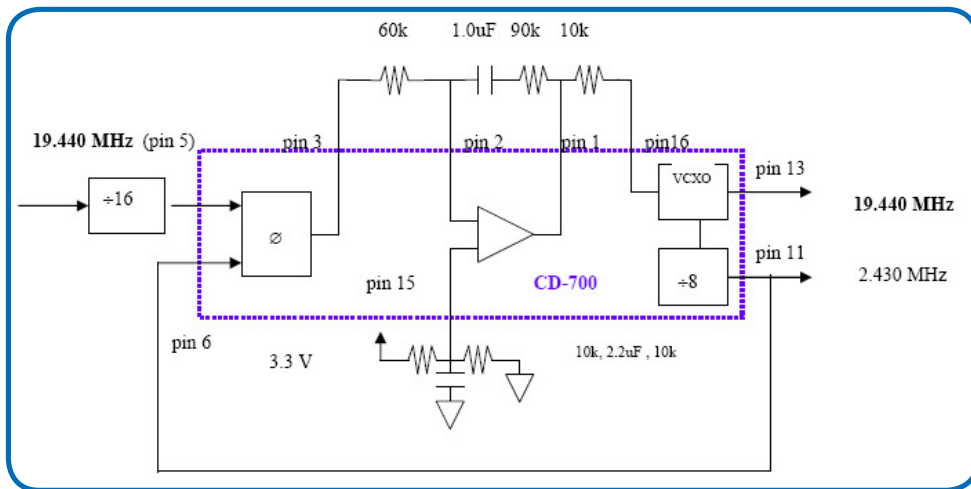 60k 1.0uF 90k 10k
19.440 MHz (pin 5)
pin 3 pin 2 pin 1 pin16
÷16
VCXO
pin 13
19.440 MHz
∅
pin 11
pin 15
CD-700
÷8
2.430 MHz
pin 6
3.3 V
10k, 2.2uF , 10k